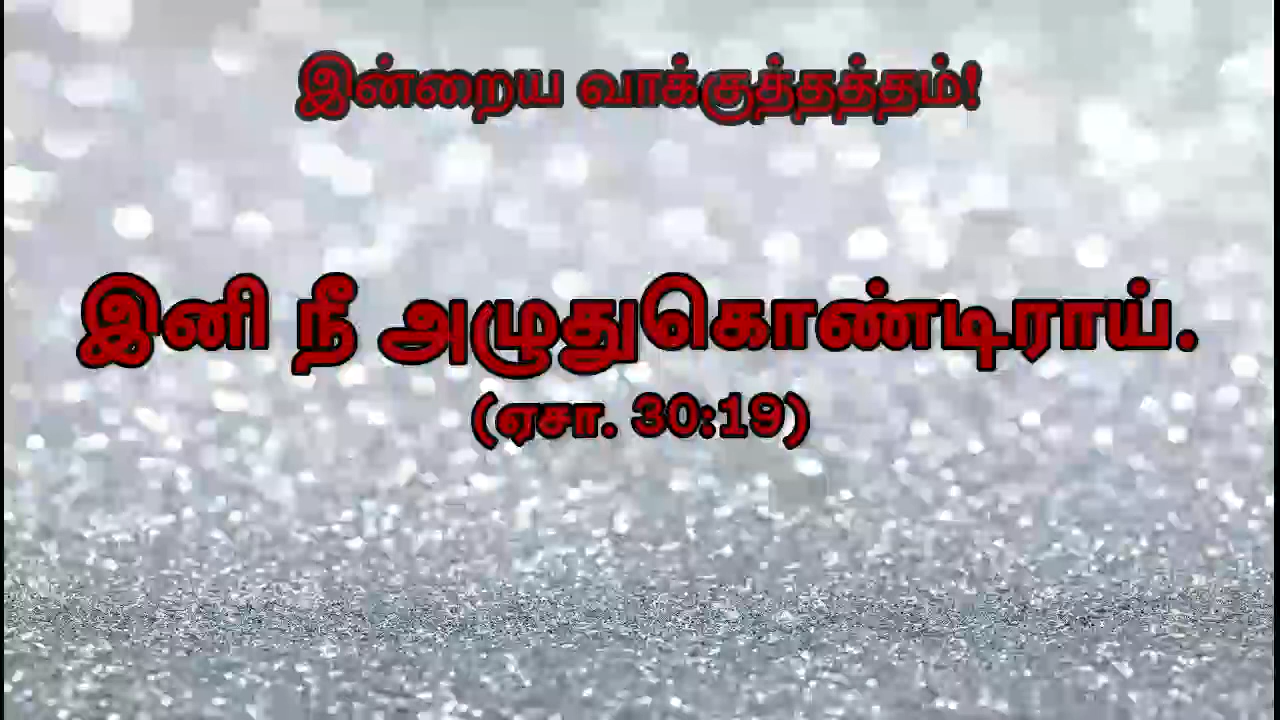 இன்றைய வாக்குத்தத்தம்!
இனி நீ அழுதுகொண்டிராய்.
(ஏசா. 30:19)